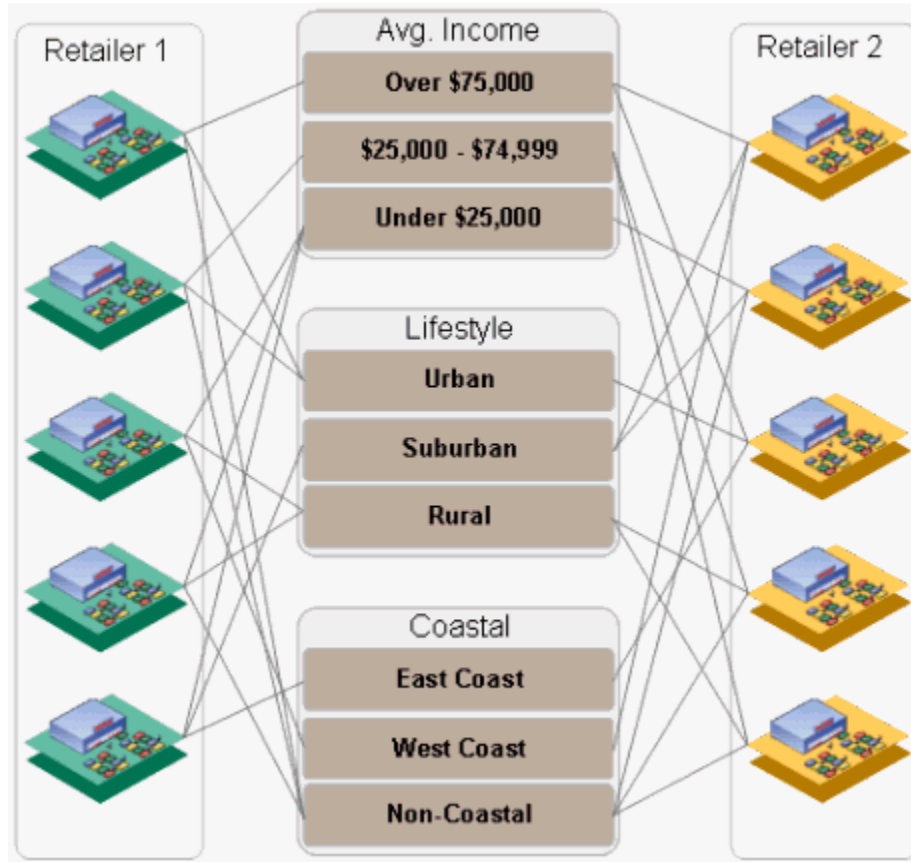 Retailer 1
Avg. Income
Over $75,000
$25,000 - $74,999
Under $25,000
Lifestyle
Urban
Suburban
Rural
Coastal
East Coast
West Coast
Non-Coastal
Retailer 2